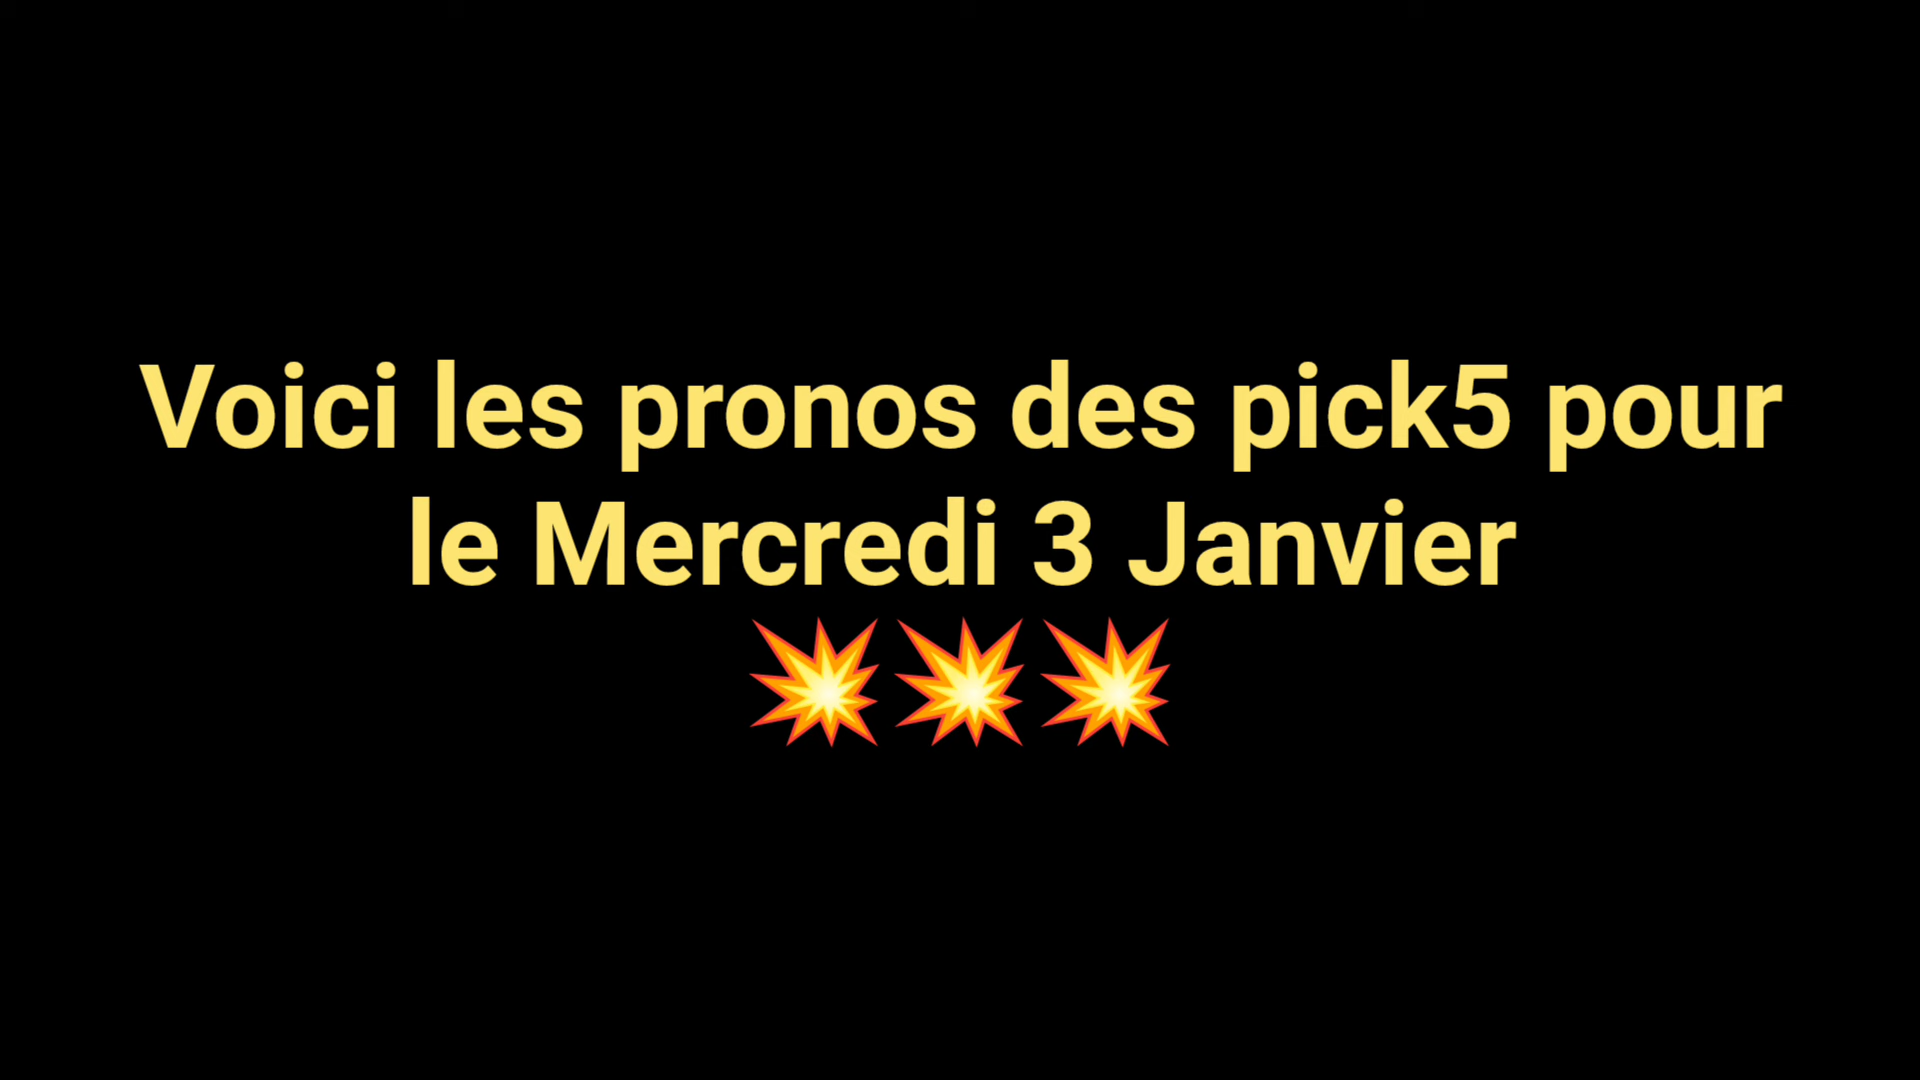 Voici les pronos des pick5 pour
le Mercredi 3 Janvier
💥💥💥